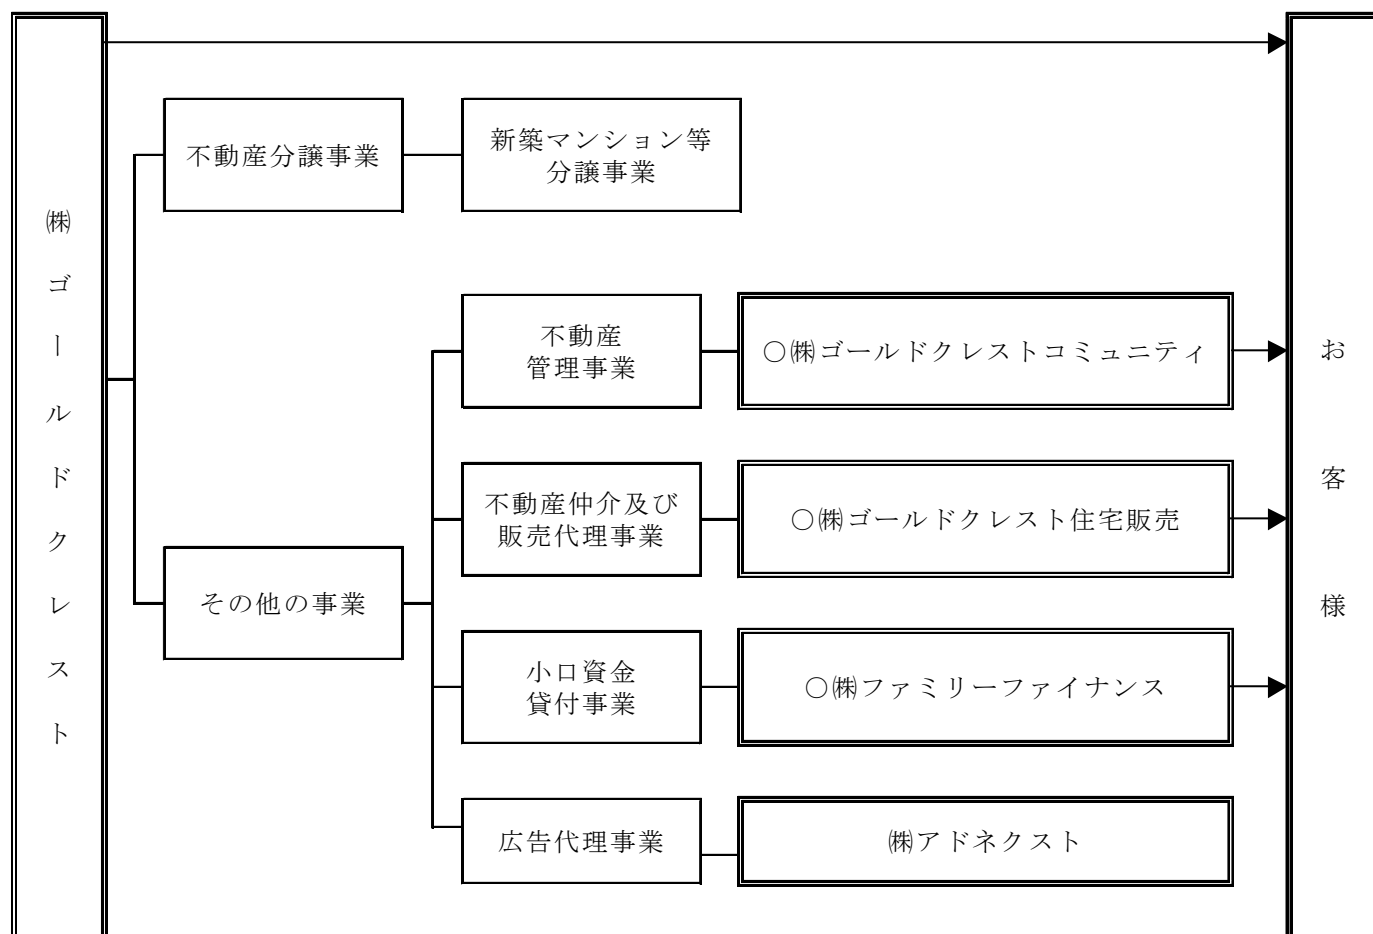 ㈱ゴールドクレスト
不動産分譲事業
新築マンション等
分譲事業
その他の事業
不動産
管理事業
○㈱ゴールドクレストコミュニティ
不動産仲介及び
販売代理事業
○㈱ゴールドクレスト住宅販売
小口資金
貸付事業
○㈱ファミリーファイナンス
広告代理事業
㈱アドネクスト
お客様